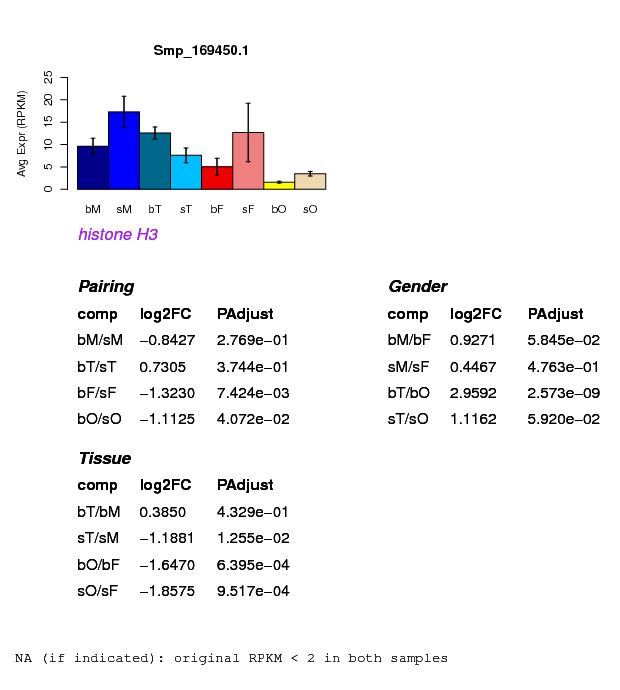 Smp_169450.1
Avg Expr (RPKM)
25
20
15
10
5
0
bM sM bT sT bF sF bO sO
histone H3
Pairing
comp log2FC PAdjust
bM/sM −0.8427 2.769e−01
bT/sT 0.7305 3.744e−01
bF/sF −1.3230 7.424e−03
bO/sO −1.1125 4.072e−02
Gender
comp log2FC PAdjust
bM/bF 0.9271 5.845e−02
sM/sF 0.4467 4.763e−01
bT/bO 2.9592 2.573e−09
sT/sO 1.1162 5.920e−02
Tissue
comp log2FC PAdjust
bT/bM 0.3850 4.329e−01
sT/sM −1.1881 1.255e−02
bO/bF −1.6470 6.395e−04
sO/sF −1.8575 9.517e−04
NA (if indicated): original RPKM < 2 in both samples